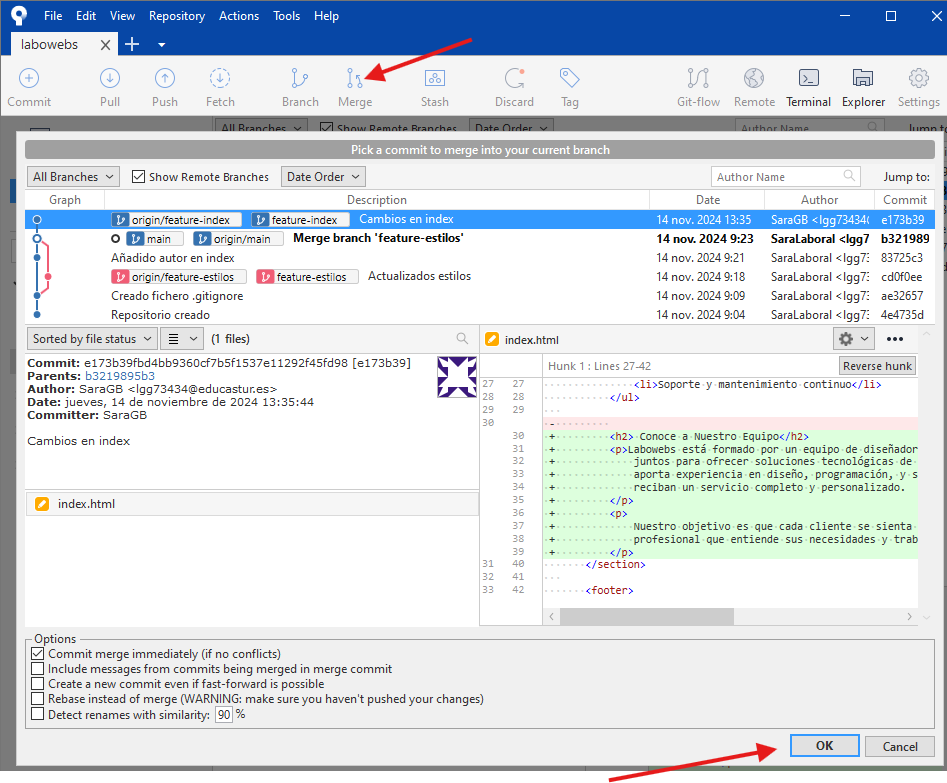 File Edit View Repository Actions Tools Help
labowebs
Commit Pull Push Fetch Branch Merge Stash Discard Tag Git-flow Remote Terminal Explorer Settings
All Branches Show Remote Branches Date Order Author Name Jump to
Pick a commit to merge into your current branch
All Branches Show Remote Branches Date Order Author Name Jump to:
Graph Description Date Author Commit
origin/feature-index feature-index Cambios en index 14 nov. 2024 13:35 SaraGB <lgg73434( e173b39
main origin/main Merge branch 'feature-estilos' 14 nov. 2024 9:23 SaraLaboral <lgg7 b321989
Añadido autor en index 14 nov. 2024 9:21 SaraLaboral <lgg73 83725c3
origin/feature-estilos feature-estilos Actualizados estilos 14 nov. 2024 9:18 SaraLaboral <lgg73 cd0f0ee
Creado fichero .gitignore 14 nov. 2024 9:09 SaraLaboral <lgg73 ae32657
Repositorio creado 14 nov. 2024 9:04 SaraLaboral <lgg73 4e4735d
Sorted by file status (1 files)
Commit: e173b39fbd4bb9360cf7b5f1537e11292f45fd98 [e173b39]
Parents: b3219895b3
Author: SaraGB <lgg73434@educastur.es>
Date: jueves, 14 de noviembre de 2024 13:35:44
Committer: SaraGB
Cambios en index
index.html
index.html
Hunk 1 : Lines 27-42 Reverse hunk
27 27 <li>Soporte y mantenimiento continuo</li>
28 28 </ul>
29 29
30 -
30 + <h2> Conoce a Nuestro Equipo</h2>
31 + <p>Labowebs está formado por un equipo de diseñador
32 + juntos para ofrecer soluciones tecnológicas de
33 + aporta experiencia en diseño, programación, y s
34 + reciban un servicio completo y personalizado.
35 + </p>
36 + <p>
37 + Nuestro objetivo es que cada cliente se sienta
38 + profesional que entiende sus necesidades y trab
39 + </p>
31 40 </section>
32 41
33 42 <footer>
Options
Commit merge immediately (if no conflicts)
Include messages from commits being merged in merge commit
Create a new commit even if fast-forward is possible
Rebase instead of merge (WARNING: make sure you haven't pushed your changes)
Detect renames with similarity: 90 %
OK Cancel